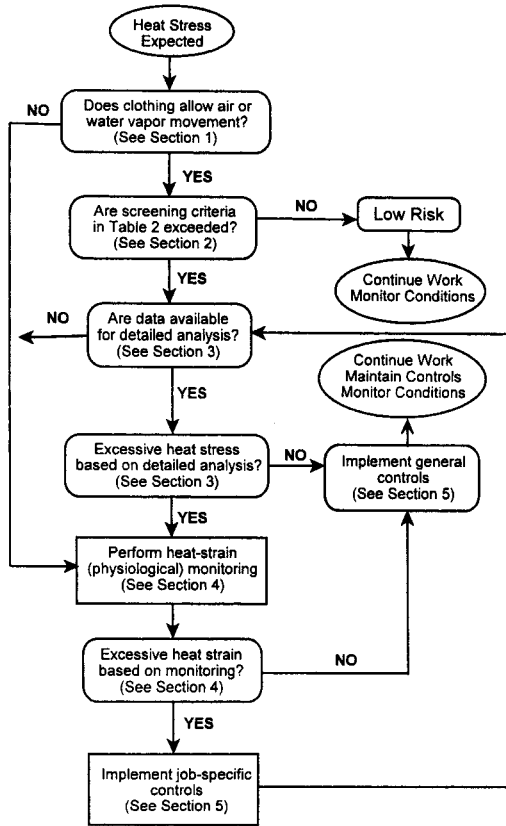 Heat Stress
Expected
NO
Does clothing allow air or
water vapor movement?
(See Section 1)
YES
Are screening criteria
in Table 2 exceeded?
(See Section 2)
NO
Low Risk
YES
Continue Work
Monitor Conditions
NO
Are data available
for detailed analysis?
(See Section 3)
Continue Work
Maintain Controls
Monitor Conditions
YES
Excessive heat stress
based on detailed analysis?
(See Section 3)
NO
Implement general
controls
(See Section 5)
YES
Perform heat-strain
(physiological) monitoring
(See Section 4)
Excessive heat strain
based on monitoring?
(See Section 4)
NO
YES
Implement job-specific
controls
(See Section 5)